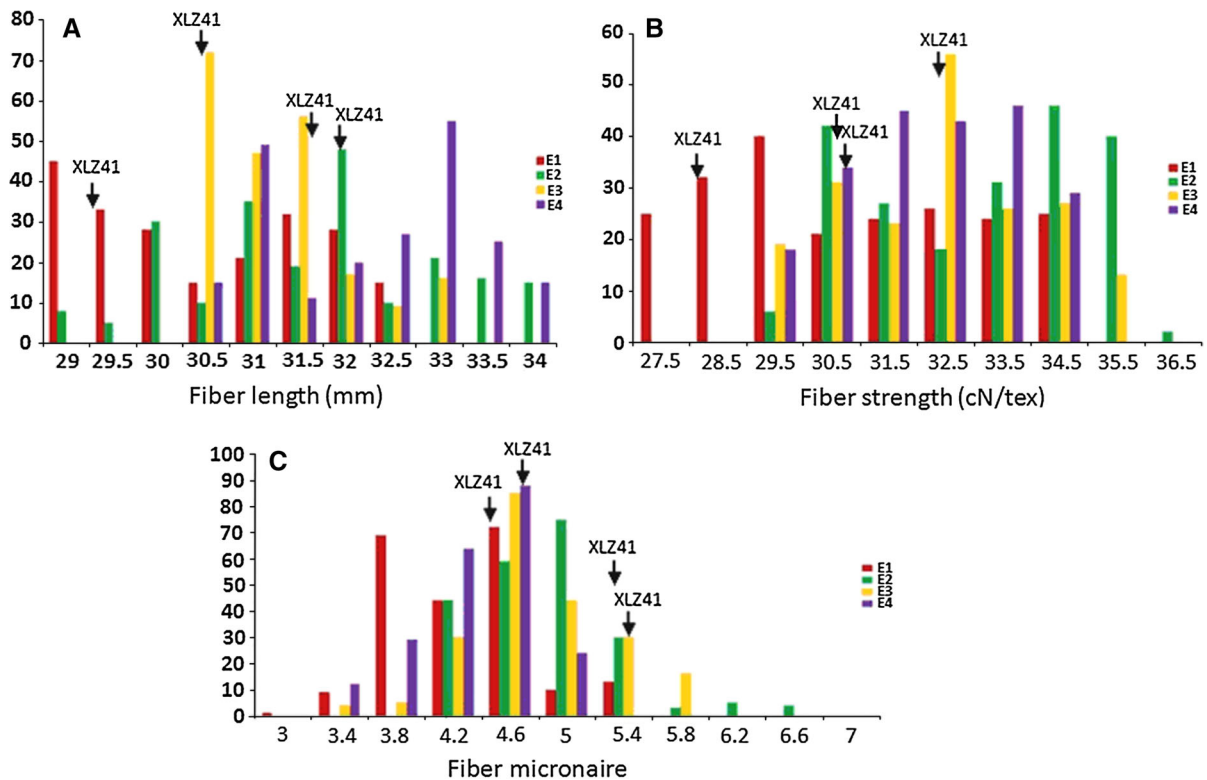 A
80
70
60
50
40
30
20
10
0
XLZ41
XLZ41
XLZ41
XLZ41
E1
E2
E3
E4
29 29.5 30 30.5 31 31.5 32 32.5 33 33.5 34
Fiber length (mm)
B
60
50
40
30
20
10
0
XLZ41
XLZ41
XLZ41
XLZ41
E1
E2
E3
E4
27.5 28.5 29.5 30.5 31.5 32.5 33.5 34.5 35.5 36.5
Fiber strength (cN/tex)
C
100
90
80
70
60
50
40
30
20
10
0
XLZ41
XLZ41
XLZ41
XLZ41
E1
E2
E3
E4
3 3.4 3.8 4.2 4.6 5 5.4 5.8 6.2 6.6 7
Fiber micronaire